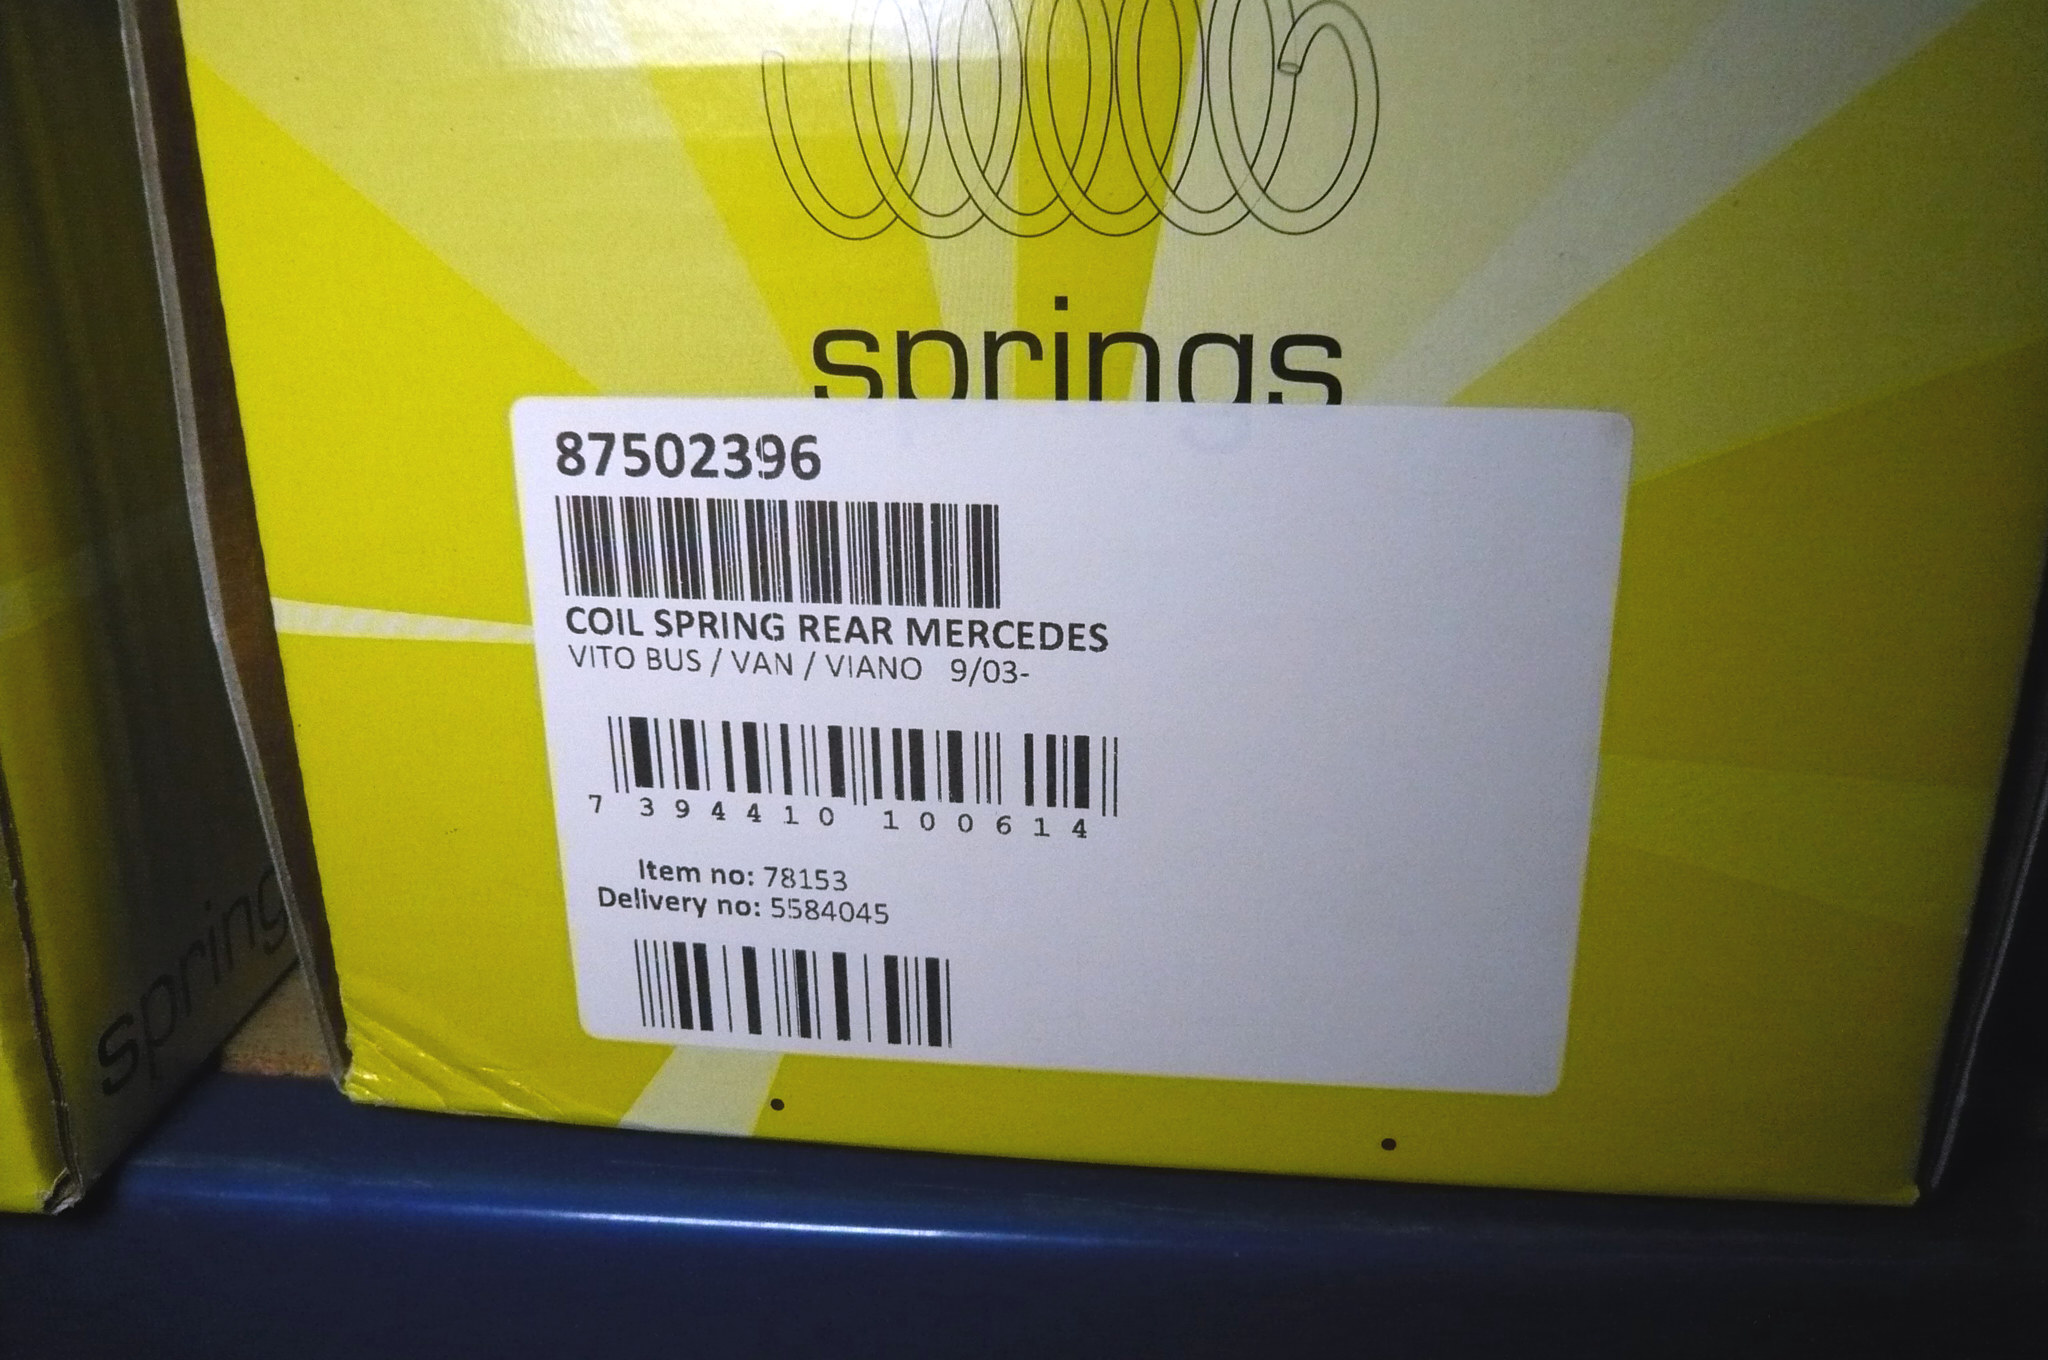 springs
87502396
COIL SPRING REAR MERCEDES
VITO BUS / VAN / VIANO 9/03-
7 394410 100614
Item no: 78153
Delivery no: 5584045
spring